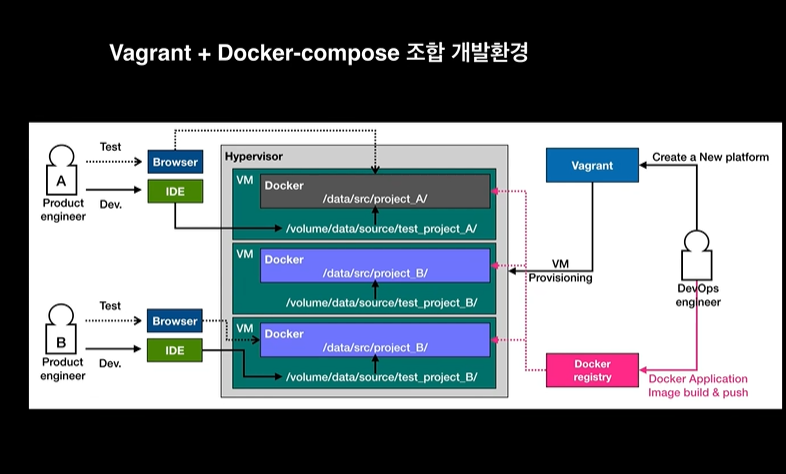 Vagrant + Docker-compose 조합 개발환경
Test
Browser
A
IDE
Product
engineer
Dev.
Hypervisor
VM
Docker
/data/src/project_A/
/volume/data/source/test_project_A/
VM
Docker
/data/src/project_B/
/volume/data/source/test_project_B/
Test
Browser
B
IDE
Product
engineer
Dev.
VM
Docker
/data/src/project_B/
/volume/data/source/test_project_B/
Vagrant
Create a New platform
VM
Provisioning
DevOps
engineer
Docker
registry
Docker Application
Image build & push